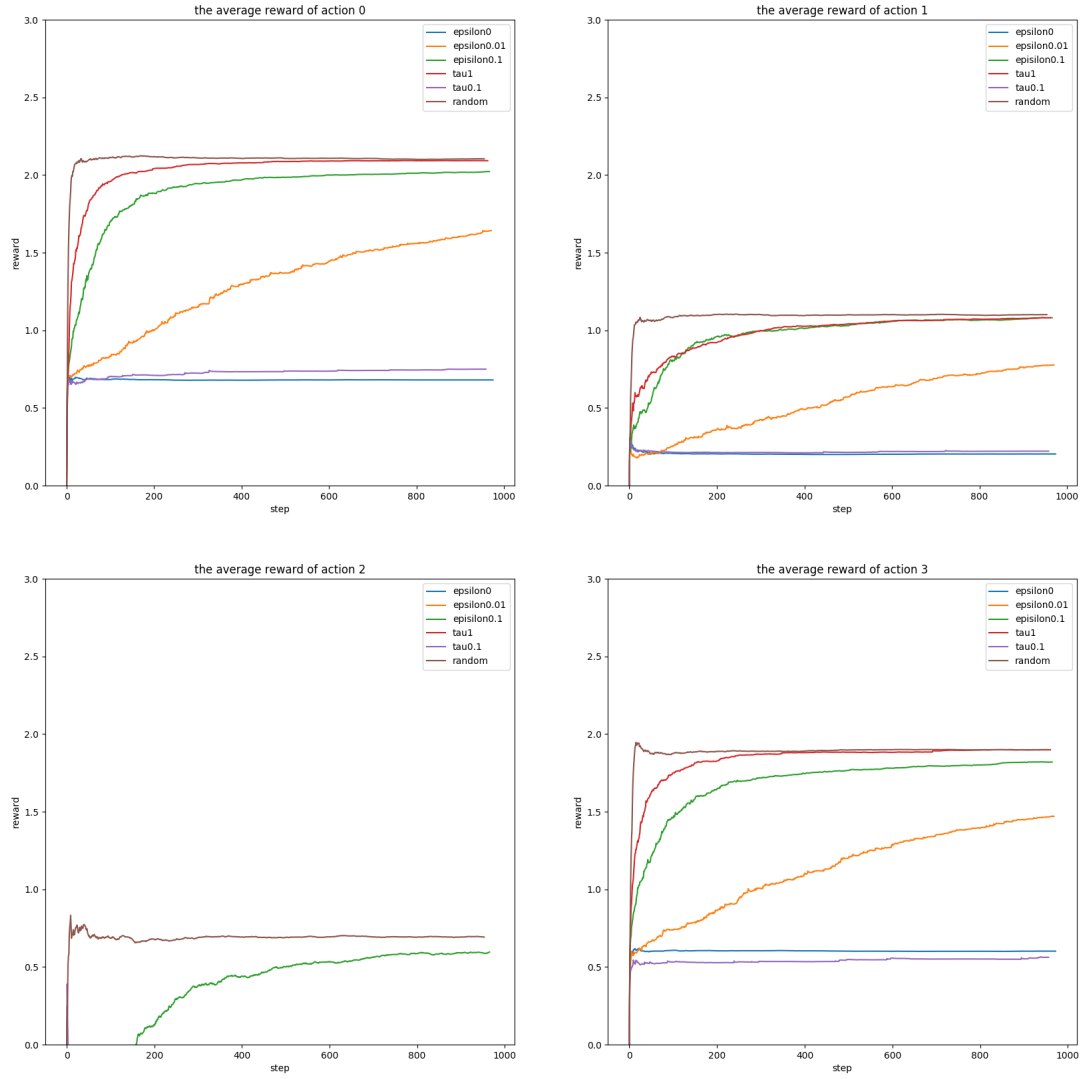 the average reward of action 0
3.0
2.5
2.0
1.5
1.0
0.5
0.0
reward
0
200
400
600
800
1000
step
epsilon0
epsilon0.01
episilon0.1
tau1
tau0.1
random
the average reward of action 1
3.0
2.5
2.0
1.5
1.0
0.5
0.0
reward
0
200
400
600
800
1000
step
epsilon0
epsilon0.01
episilon0.1
tau1
tau0.1
random
the average reward of action 2
3.0
2.5
2.0
1.5
1.0
0.5
0.0
reward
0
200
400
600
800
1000
step
epsilon0
epsilon0.01
episilon0.1
tau1
tau0.1
random
the average reward of action 3
3.0
2.5
2.0
1.5
1.0
0.5
0.0
reward
0
200
400
600
800
1000
step
epsilon0
epsilon0.01
episilon0.1
tau1
tau0.1
random